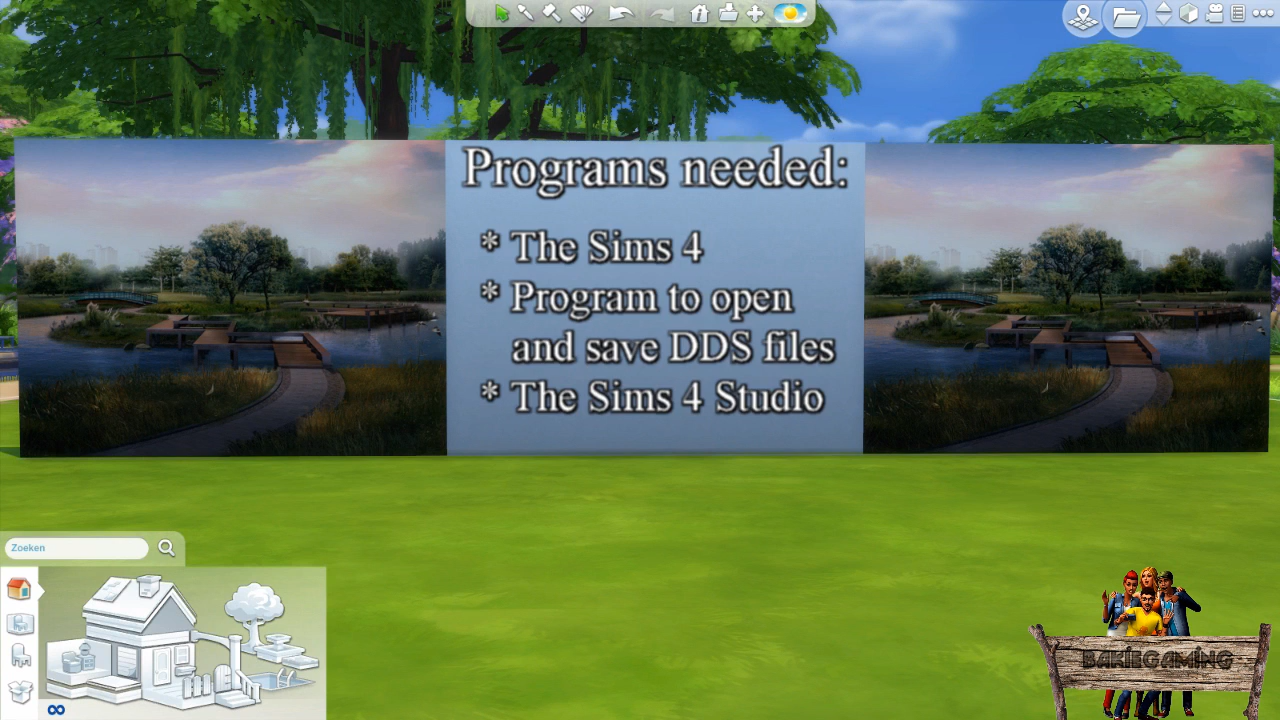 Programs needed:
* The Sims 4
* Program to open
and save DDS files
* The Sims 4 Studio
Zoeken
BAKIEGAMING